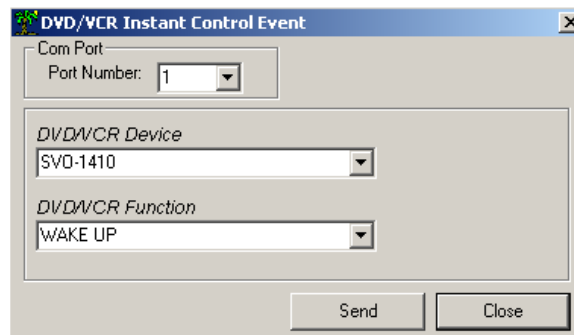 DVD/VCR Instant Control Event
Com Port
Port Number: 1
DVD/VCR Device
SVO-1410
DVD/VCR Function
WAKE UP
Send Close